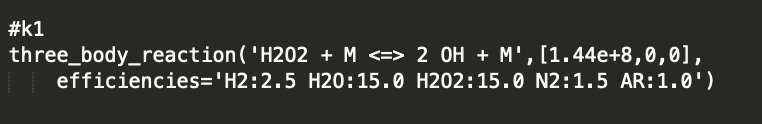 #k1
three_body_reaction('H2O2 + M <=> 2 OH + M',[1.44e+8,0,0],
efficiencies='H2:2.5 H2O:15.0 H2O2:15.0 N2:1.5 AR:1.0')